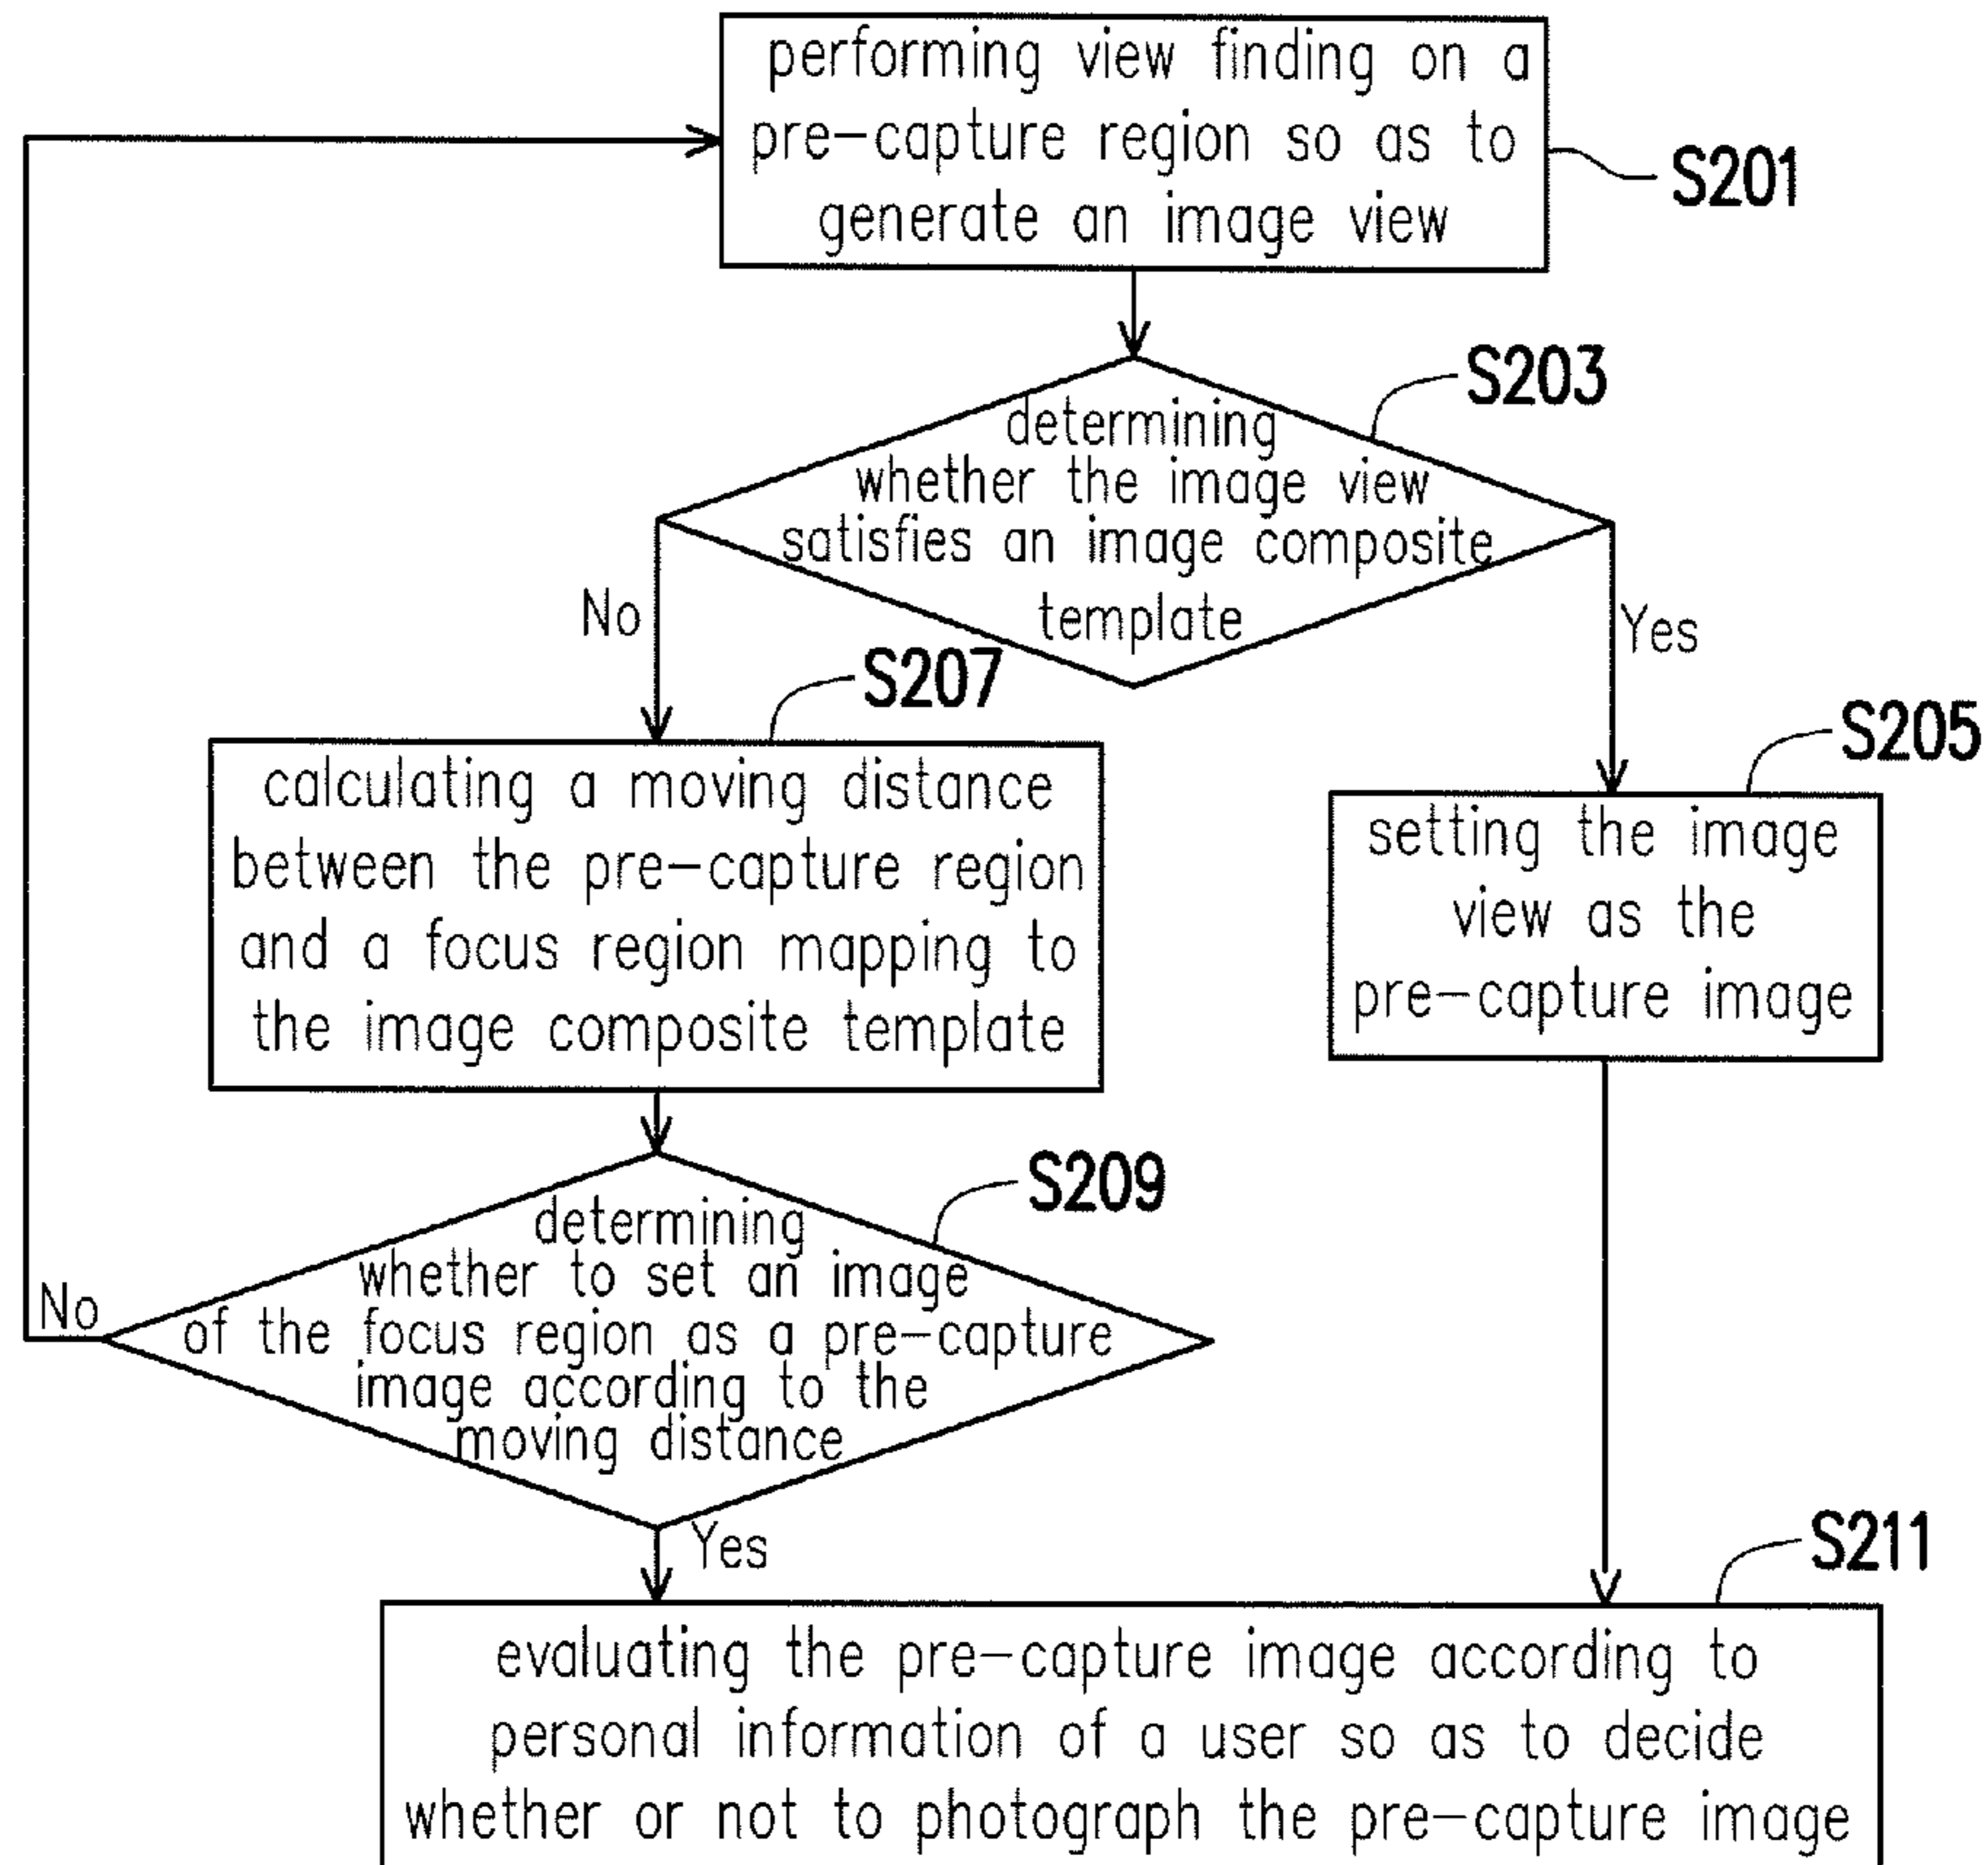 performing view finding on a
pre-capture region so as to
generate an image view
S201
S203
determining
whether the image view
satisfies an image composite
template
No
Yes
S207
calculating a moving distance
between the pre-capture region
and a focus region mapping to
the image composite template
S205
setting the image
view as the
pre-capture image
S209
determining
whether to set an image
of the focus region as a pre-capture
image according to the
moving distance
No
Yes
S211
evaluating the pre-capture image according to
personal information of a user so as to decide
whether or not to photograph the pre-capture image